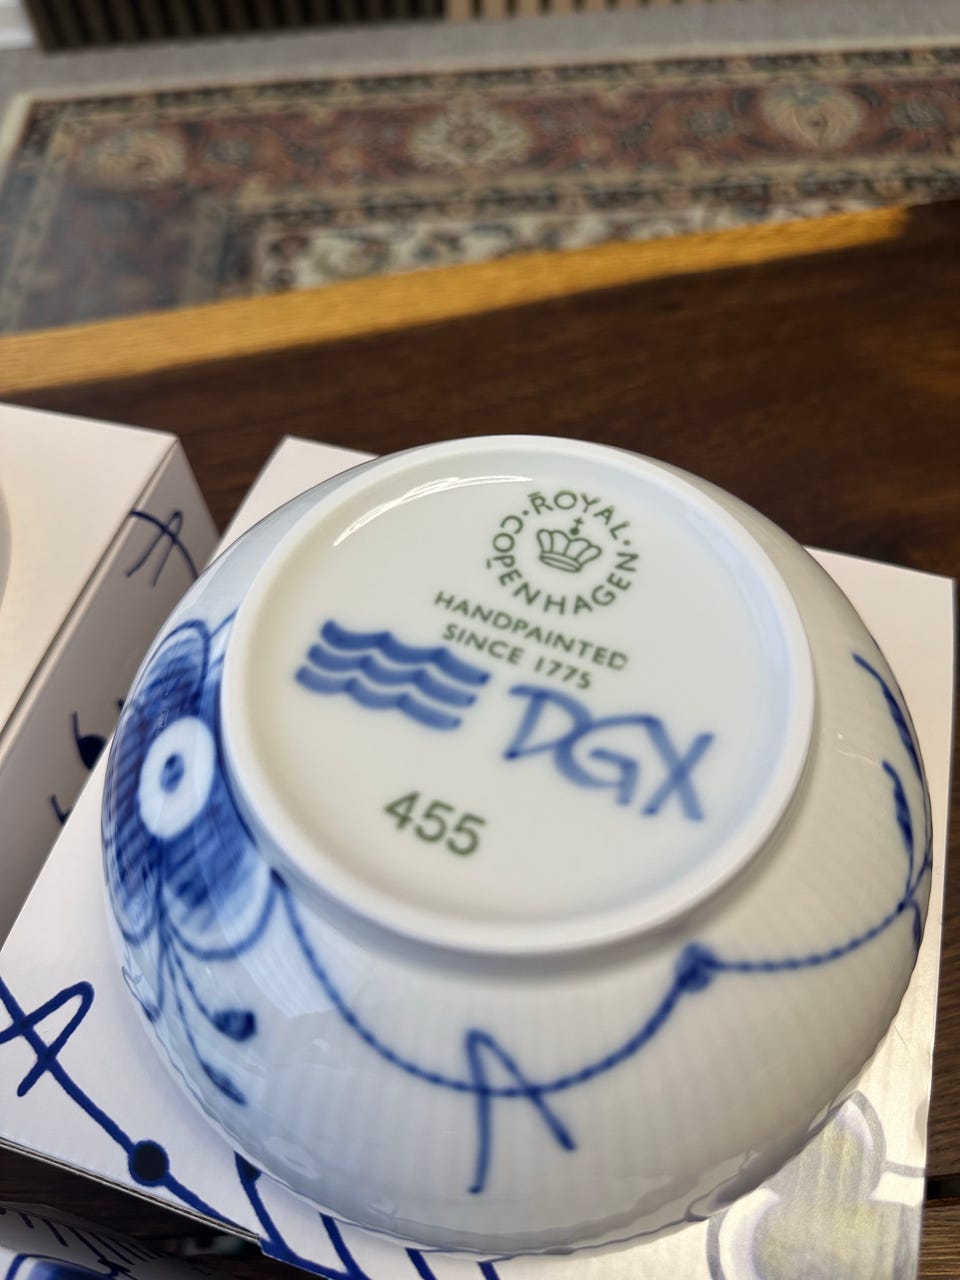 ROYAL·
COPENHAGEN·
HANDPAINTED
SINCE 1775
DGX
455